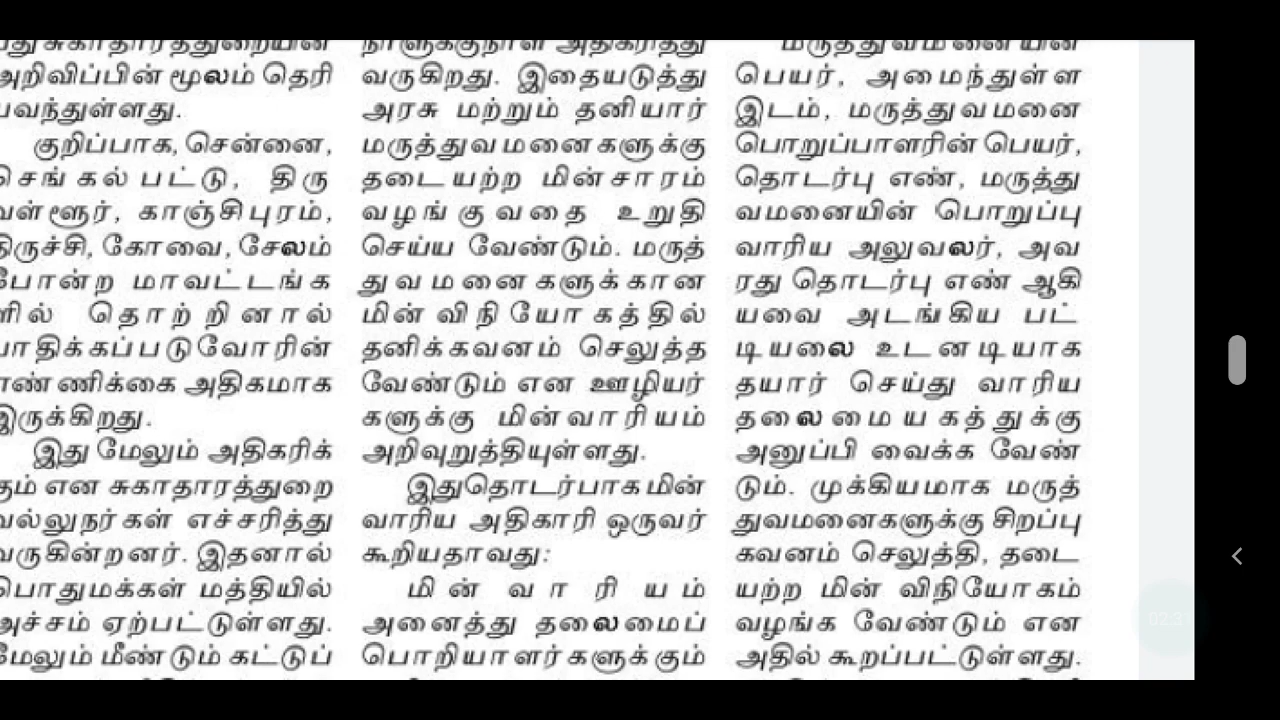 அறிவிப்பின் மூலம் தெரி
யவந்துள்ளது.
குறிப்பாக, சென்னை,
செங்கல்பட்டு, திரு
வள்ளூர், காஞ்சிபுரம்,
திருச்சி, கோவை, சேலம்
போன்ற மாவட்டங்க
ளில் தொற்றினால்
பாதிக்கப்படுவோரின்
எண்ணிக்கை அதிகமாக
இருக்கிறது.
இது மேலும் அதிகரிக்
கும் என சுகாதாரத்துறை
வல்லுநர்கள் எச்சரித்து
வருகின்றனர். இதனால்
பொதுமக்கள் மத்தியில்
அச்சம் ஏற்பட்டுள்ளது.
மேலும் மீண்டும் கட்டுப்
நாளுக்குநாள் அதிகரித்து
வருகிறது. இதையடுத்து
அரசு மற்றும் தனியார்
மருத்துவமனைகளுக்கு
தடையற்ற மின்சாரம்
வழங்குவதை உறுதி
செய்ய வேண்டும். மருத்
துவமனைகளுக்கான
மின் விநியோகத்தில்
தனிக்கவனம் செலுத்த
வேண்டும் என ஊழியர்
களுக்கு மின்வாரியம்
அறிவுறுத்தியுள்ளது.
இதுதொடர்பாக மின்
வாரிய அதிகாரி ஒருவர்
கூறியதாவது:
மின் வாரியம்
அனைத்து தலைமைப்
பொறியாளர்களுக்கும்
மருத்துவமனையின்
பெயர், அமைந்துள்ள
இடம், மருத்துவமனை
பொறுப்பாளரின் பெயர்,
தொடர்பு எண், மருத்து
வமனையின் பொறுப்பு
வாரிய அலுவலர், அவ
ரது தொடர்பு எண் ஆகி
யவை அடங்கிய பட்
டியலை உடனடியாக
தயார் செய்து வாரிய
தலைமையகத்துக்கு
அனுப்பி வைக்க வேண்
டும். முக்கியமாக மருத்
துவமனைகளுக்கு சிறப்பு
கவனம் செலுத்தி, தடை
யற்ற மின் விநியோகம்
வழங்க வேண்டும் என
அதில் கூறப்பட்டுள்ளது.